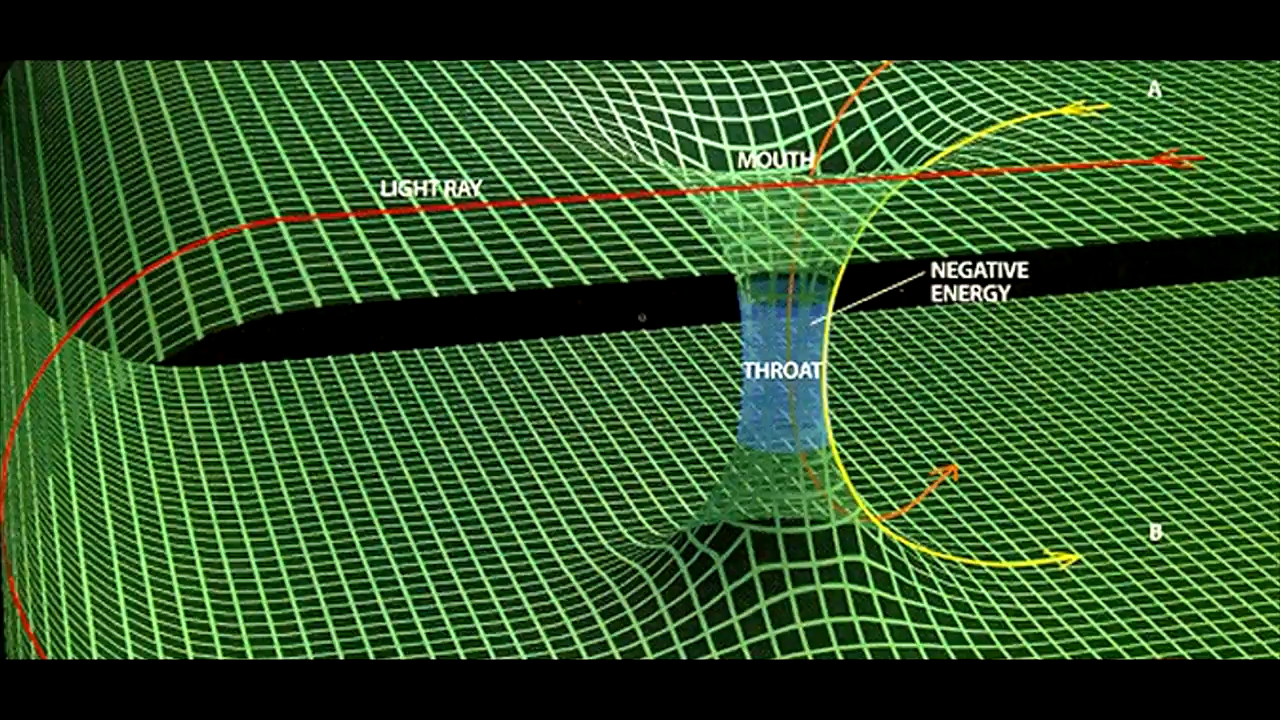 A
MOUTH
LIGHT RAY
NEGATIVE
ENERGY
THROAT
B